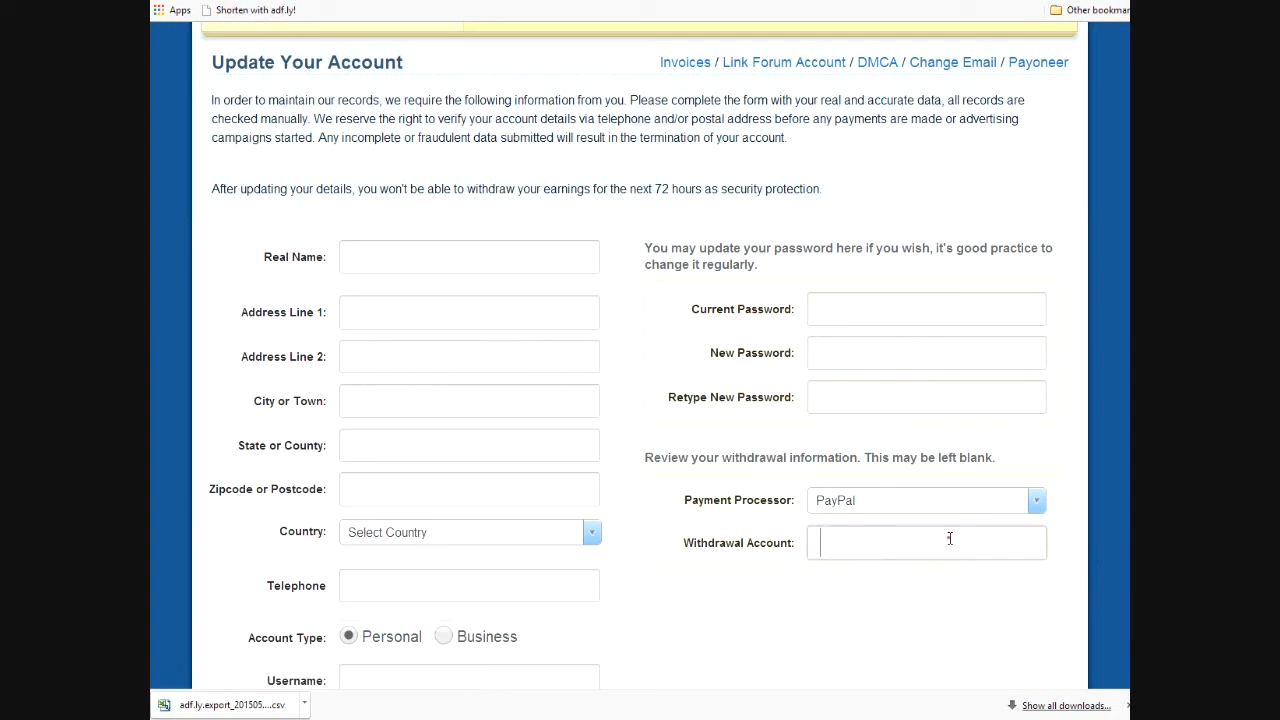 Apps Shorten with adf.ly! Other bookmar
Update Your Account
Invoices / Link Forum Account / DMCA / Change Email / Payoneer
In order to maintain our records, we require the following information from you. Please complete the form with your real and accurate data, all records are
checked manually. We reserve the right to verify your account details via telephone and/or postal address before any payments are made or advertising
campaigns started. Any incomplete or fraudulent data submitted will result in the termination of your account.
After updating your details, you won't be able to withdraw your earnings for the next 72 hours as security protection.
Real Name:
Address Line 1:
Address Line 2:
City or Town:
State or County:
Zipcode or Postcode:
Country: Select Country
Telephone
Account Type: Personal Business
Username:
You may update your password here if you wish, it's good practice to
change it regularly.
Current Password:
New Password:
Retype New Password:
Review your withdrawal information. This may be left blank.
Payment Processor: PayPal
Withdrawal Account:
adf.ly.export_201505....csv
Show all downloads...